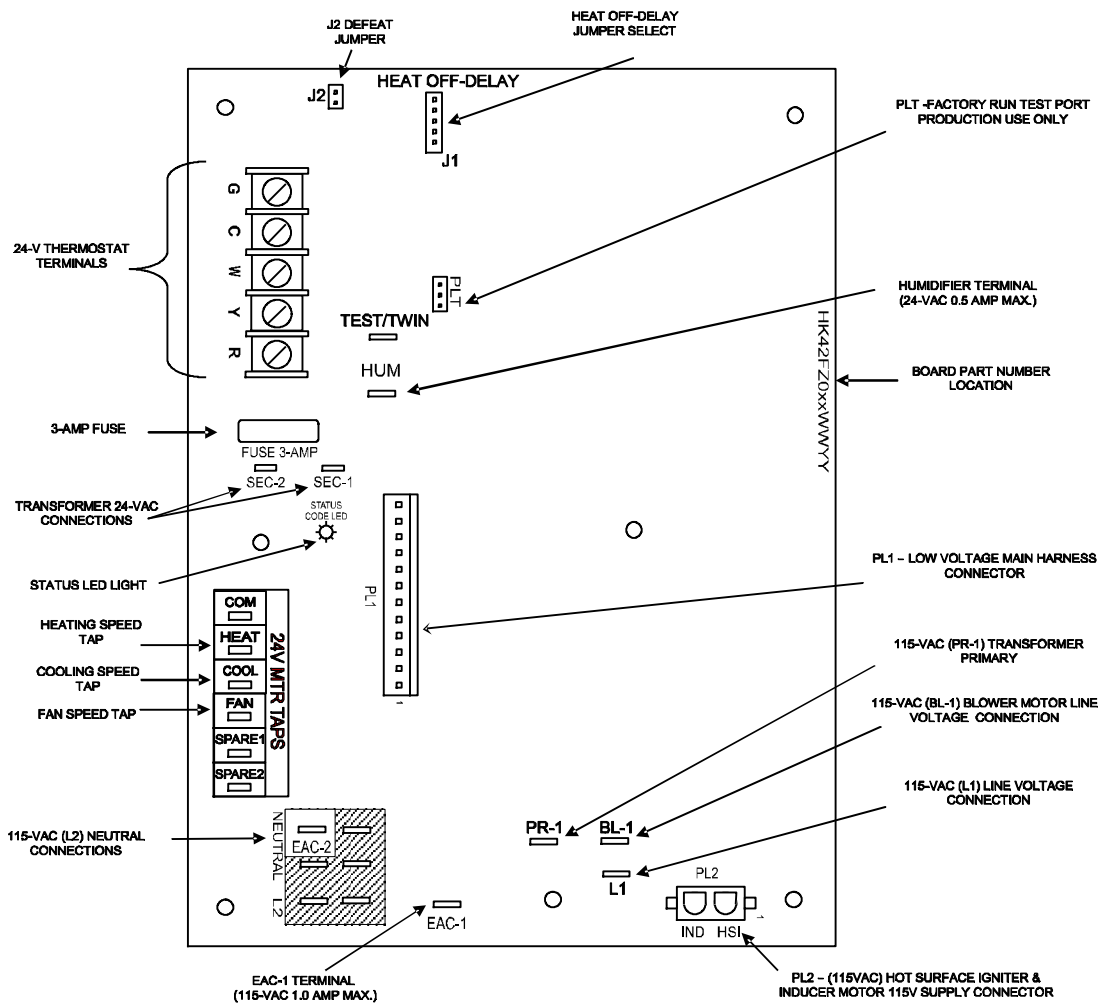 J2 DEFEAT
JUMPER
HEAT OFF-DELAY
JUMPER SELECT
HEAT OFF-DELAY
J2
J1
PLT -FACTORY RUN TEST PORT
PRODUCTION USE ONLY
24-V THERMOSTAT
TERMINALS
G
C
W
Y
R
PLT
TEST/TWIN
HUM
HUMIDIFIER TERMINAL
(24-VAC 0.5 AMP MAX.)
HK42FZ0xxWWYY
BOARD PART NUMBER
LOCATION
3-AMP FUSE
FUSE 3-AMP
SEC-2
SEC-1
TRANSFORMER 24-VAC
CONNECTIONS
STATUS
CODE LED
STATUS LED LIGHT
PL1
1
PL1 – LOW VOLTAGE MAIN HARNESS
CONNECTOR
HEATING SPEED
TAP
COOLING SPEED
TAP
FAN SPEED TAP
COM
HEAT
COOL
FAN
SPARE1
SPARE2
24V MTR TAPS
115-VAC (PR-1) TRANSFORMER
PRIMARY
115-VAC (BL-1) BLOWER MOTOR LINE
VOLTAGE CONNECTION
115-VAC (L1) LINE VOLTAGE
CONNECTION
115-VAC (L2) NEUTRAL
CONNECTIONS
NEUTRAL L2
EAC-2
PR-1
BL-1
L1
PL2
1
IND HSI
EAC-1
EAC-1 TERMINAL
(115-VAC 1.0 AMP MAX.)
PL2 – (115VAC) HOT SURFACE IGNITER &
INDUCER MOTOR 115V SUPPLY CONNECTOR